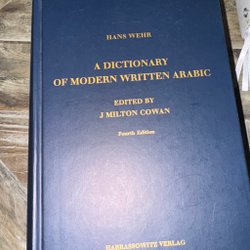 HANS WEHR
A DICTIONARY
OF MODERN WRITTEN ARABIC
EDITED BY
J MILTON COWAN
Fourth Edition
HARRASSOWITZ VERLAG